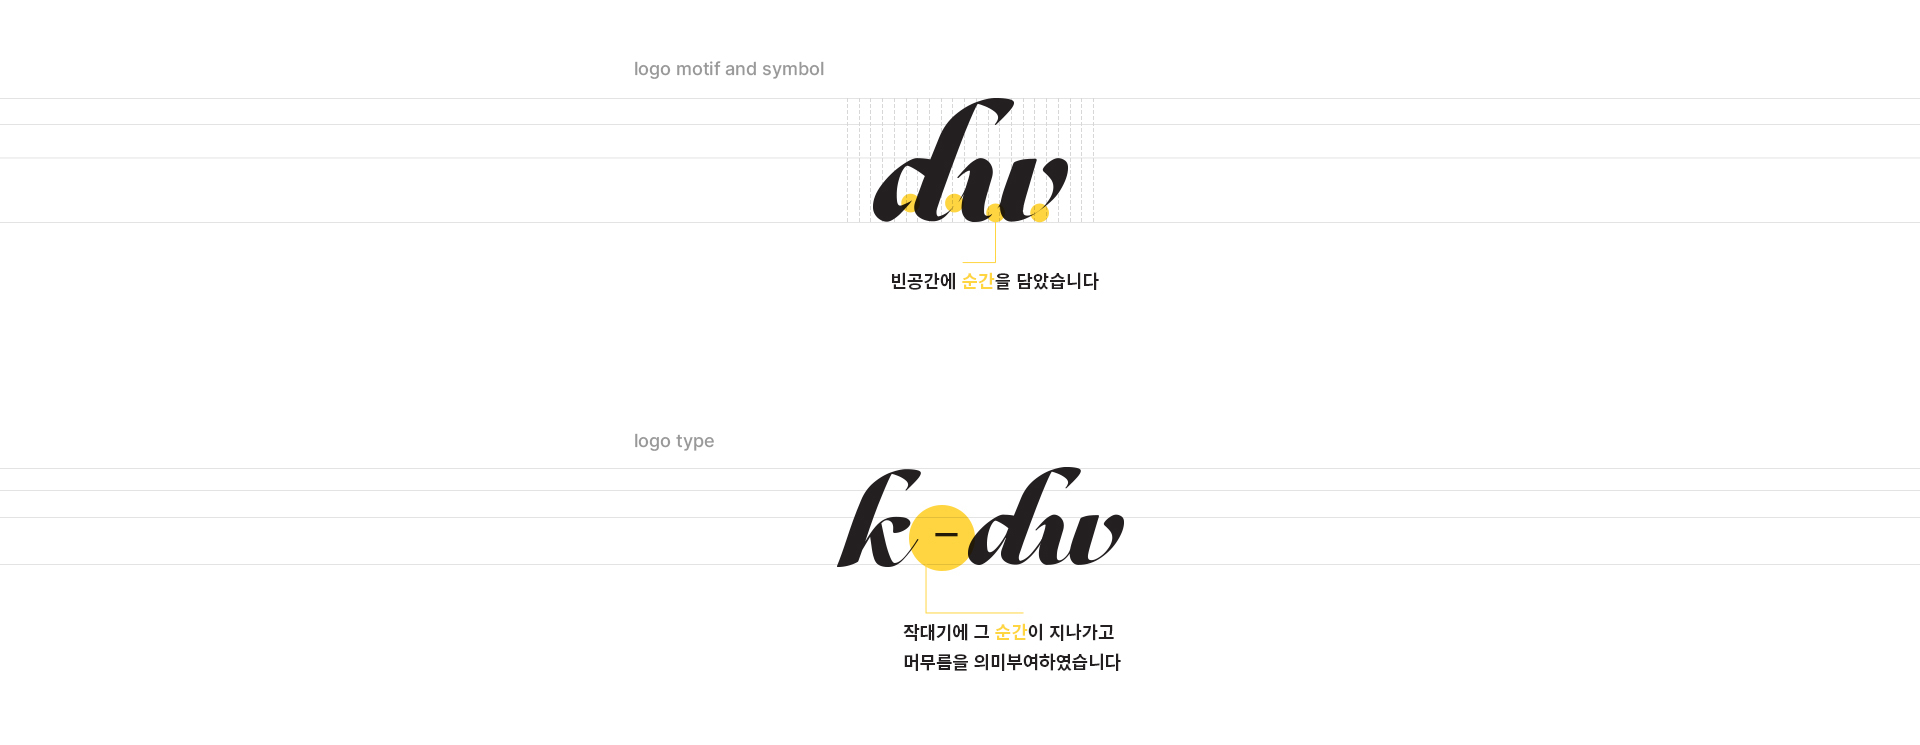 logo motif and symbol
dw
빈공간에 순간을 담았습니다
logo type
k-dw
작대기에 그 순간이 지나가고
머무름을 의미부여하였습니다